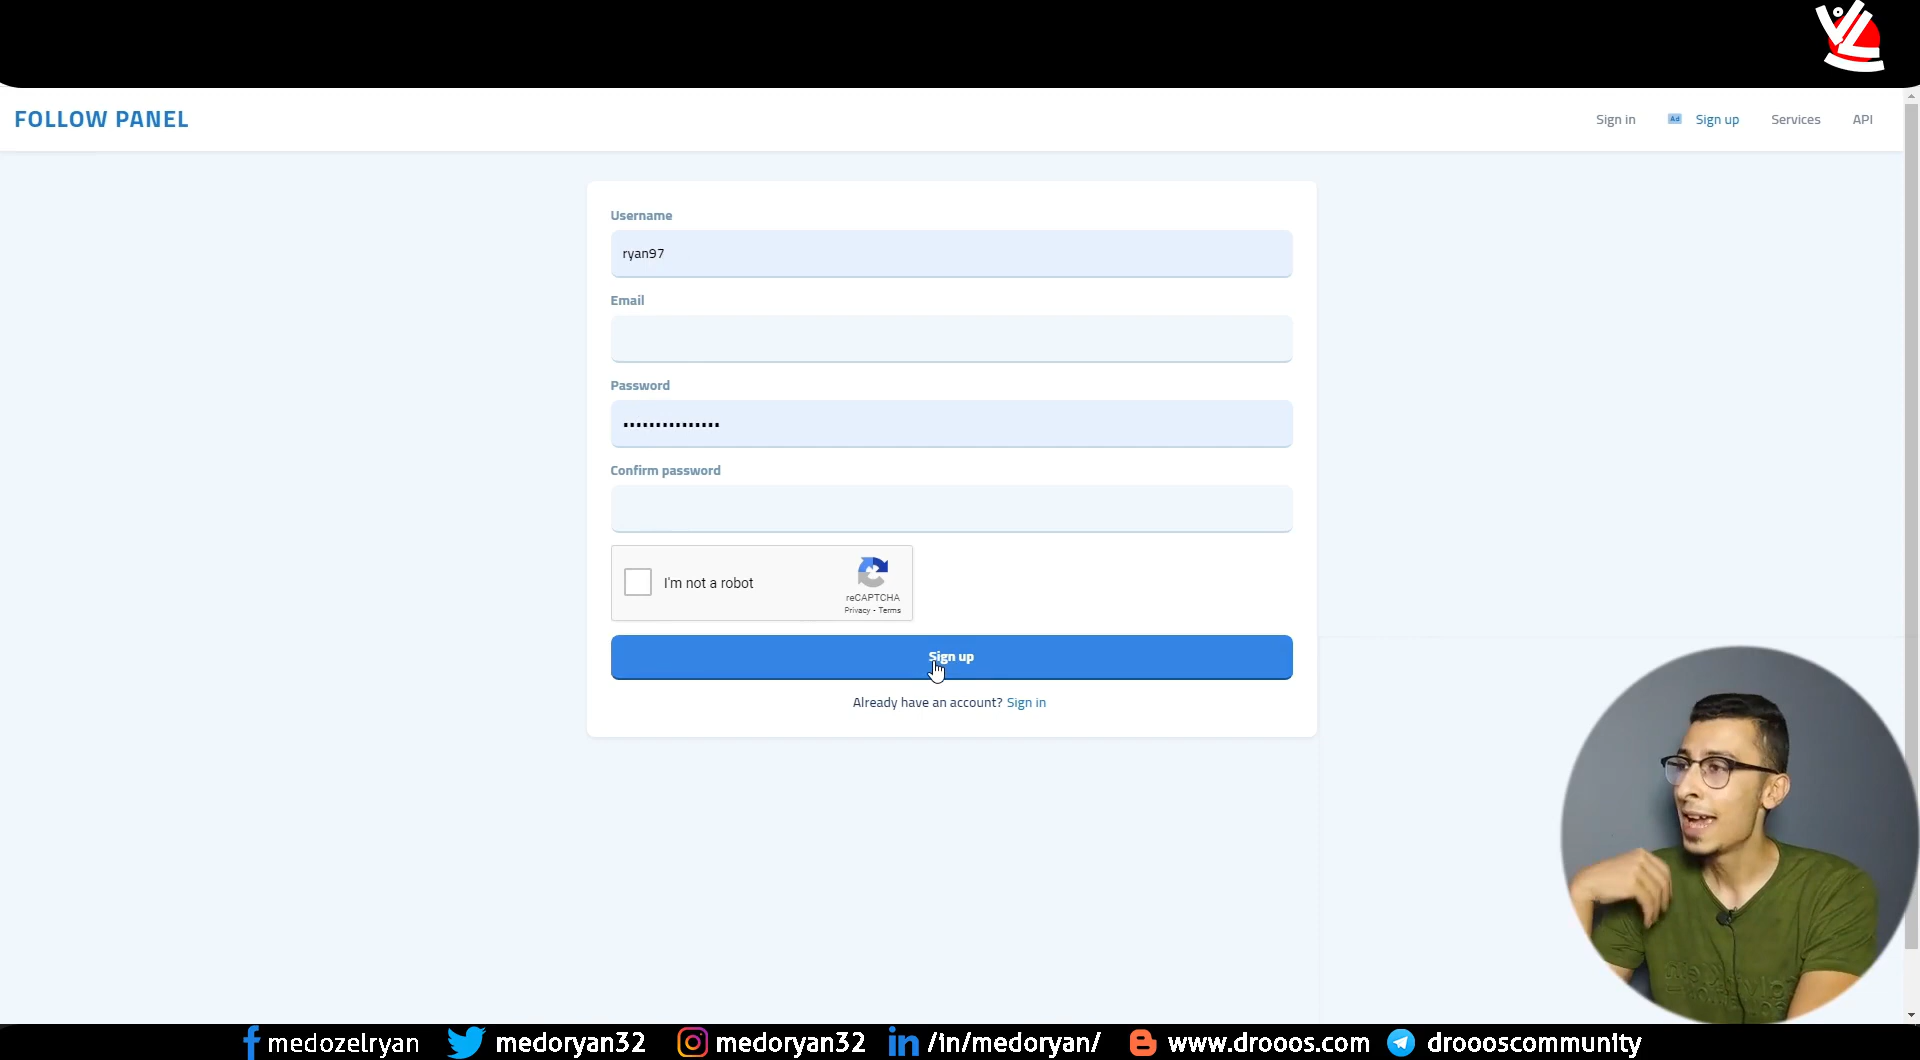 FOLLOW PANEL
Sign in
Ad
Sign up
Services
API
Username
ryan97
Email
Password
•••••••••••••••
Confirm password
I'm not a robot
reCAPTCHA
Privacy - Terms
Sign up
Already have an account? Sign in
medozelryan
medoryan32
medoryan32
/in/medoryan/
www.drooos.com
droooscommunity